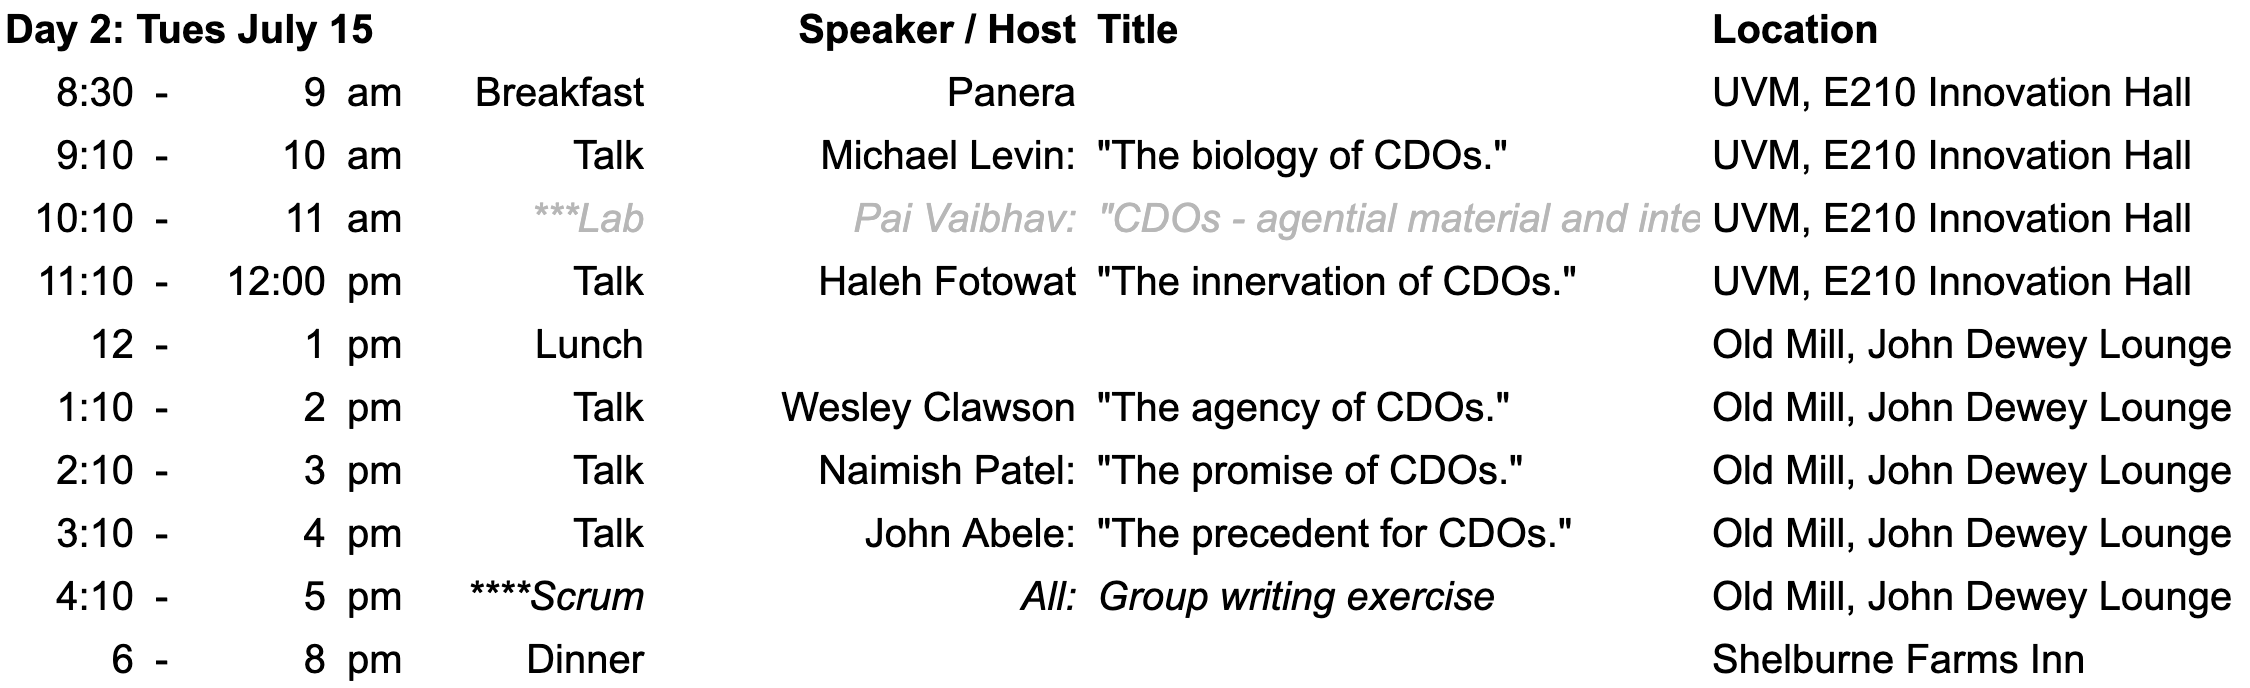 Day 2: Tues July 15 Speaker / Host Title Location
8:30 - 9 am Breakfast Panera UVM, E210 Innovation Hall
9:10 - 10 am Talk Michael Levin: "The biology of CDOs." UVM, E210 Innovation Hall
10:10 - 11 am ***Lab Pai Vaibhav: "CDOs - agential material and inte UVM, E210 Innovation Hall
11:10 - 12:00 pm Talk Haleh Fotowat "The innervation of CDOs." UVM, E210 Innovation Hall
12 - 1 pm Lunch Old Mill, John Dewey Lounge
1:10 - 2 pm Talk Wesley Clawson "The agency of CDOs." Old Mill, John Dewey Lounge
2:10 - 3 pm Talk Naimish Patel: "The promise of CDOs." Old Mill, John Dewey Lounge
3:10 - 4 pm Talk John Abele: "The precedent for CDOs." Old Mill, John Dewey Lounge
4:10 - 5 pm ****Scrum All: Group writing exercise Old Mill, John Dewey Lounge
6 - 8 pm Dinner Shelburne Farms Inn